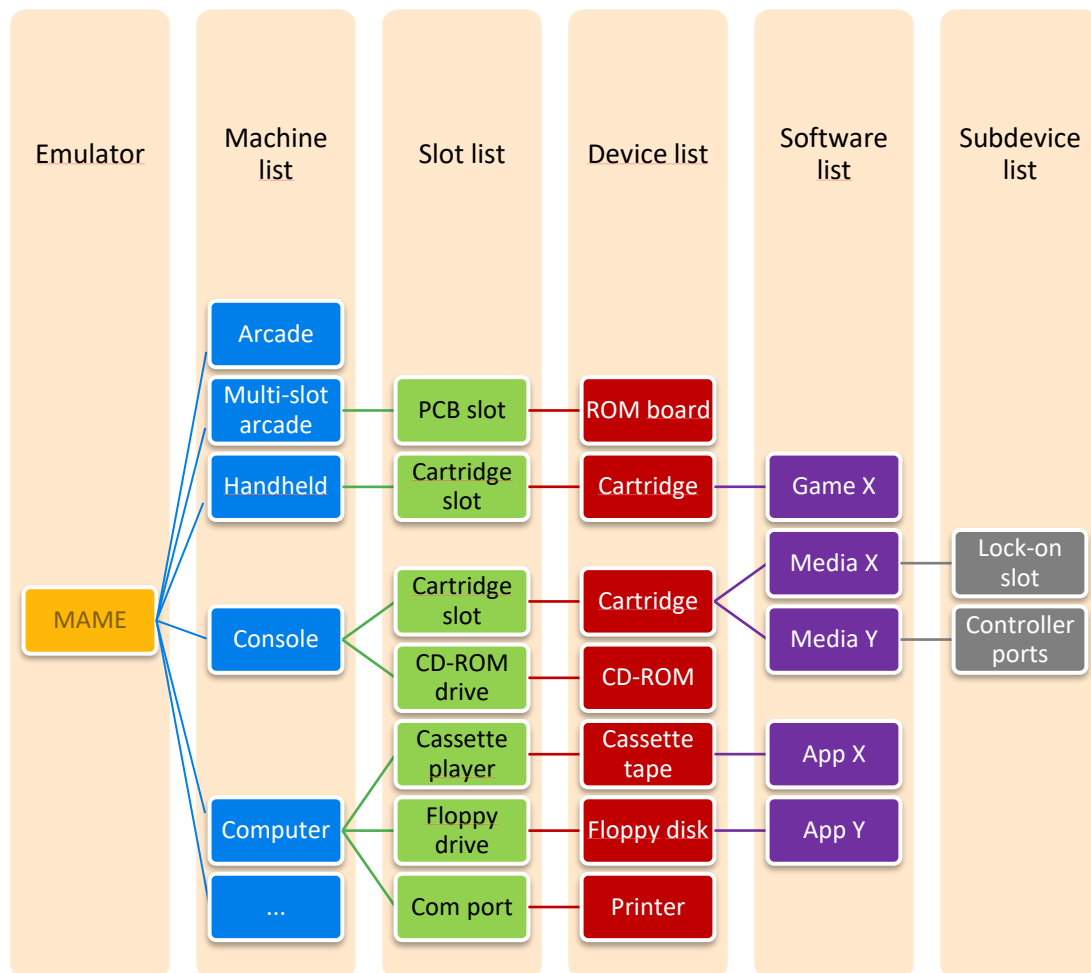 Emulator
Machine
list
Slot list
Device list
Software
list
Subdevice
list
Arcade
Multi-slot
arcade
PCB slot
ROM board
Handheld
Cartridge
slot
Cartridge
Game X
MAME
Console
Cartridge
slot
Cartridge
Media X
Lock-on
slot
Media Y
Controller
ports
CD-ROM
drive
CD-ROM
Computer
Cassette
player
Cassette
tape
App X
Floppy
drive
Floppy disk
App Y
...
Com port
Printer